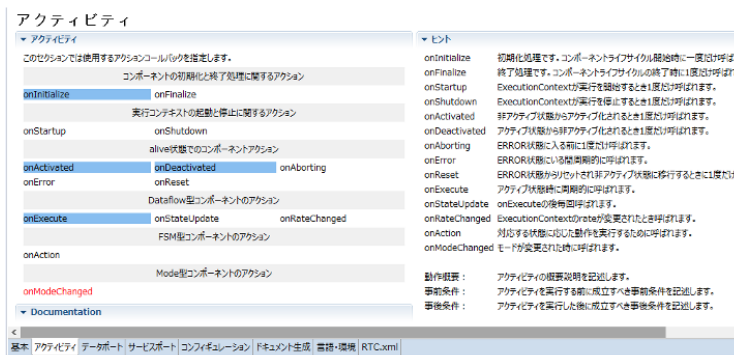 アクティビティ
アクティビティ
このセクションでは使用するアクションコールバックを指定します。
コンポーネントの初期化と終了処理に関するアクション
onInitialize onFinalize
実行コンテキストの起動と停止に関するアクション
onStartup onShutdown
alive状態でのコンポーネントアクション
onActivated onDeactivated onAborting
onError onReset
Dataflow型コンポーネントのアクション
onExecute onStateUpdate onRateChanged
FSM型コンポーネントのアクション
onAction
Mode型コンポーネントのアクション
onModeChanged
Documentation
ヒント
onInitialize 初期化処理です。コンポーネントライフサイクル開始時に一度だけ呼ば
onFinalize 終了処理です。コンポーネントライフサイクルの終了時に1度だけ呼ばれ
onStartup ExecutionContextが実行を開始するとき1度だけ呼ばれます。
onShutdown ExecutionContextが実行を停止するとき1度だけ呼ばれます。
onActivated 非アクティブ状態からアクティブ化されるとき1度だけ呼ばれます。
onDeactivated アクティブ状態から非アクティブ化されるとき1度だけ呼ばれます。
onAborting ERROR状態に入る前に1度だけ呼ばれます。
onError ERROR状態にいる間周期的に呼ばれます。
onReset ERROR状態からリセットされ非アクティブ状態に移行するときに1度だけ
onExecute アクティブ状態時に周期的に呼ばれます。
onStateUpdate onExecuteの後毎回呼ばれます。
onRateChanged ExecutionContextのrateが変更されたとき呼ばれます。
onAction 対応する状態に応じた動作を実行するために呼ばれます。
onModeChanged モードが変更された時に呼ばれます。
動作概要： アクティビティの概要説明を記述します。
事前条件： アクティビティを実行する前に成立すべき事前条件を記述します。
事後条件： アクティビティを実行した後に成立すべき事後条件を記述します。
基本 アクティビティ データポート サービスポート コンフィギュレーション ドキュメント生成 言語・環境 RTC.xml